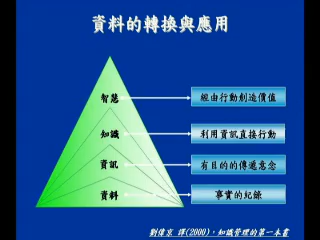 資料的轉換與應用
智慧 經由行動創造價值
知識 利用資訊直接行動
資訊 有目的的傳遞意念
資料 事實的紀錄
劉偉京 譯(2000)，知識管理的第一本書